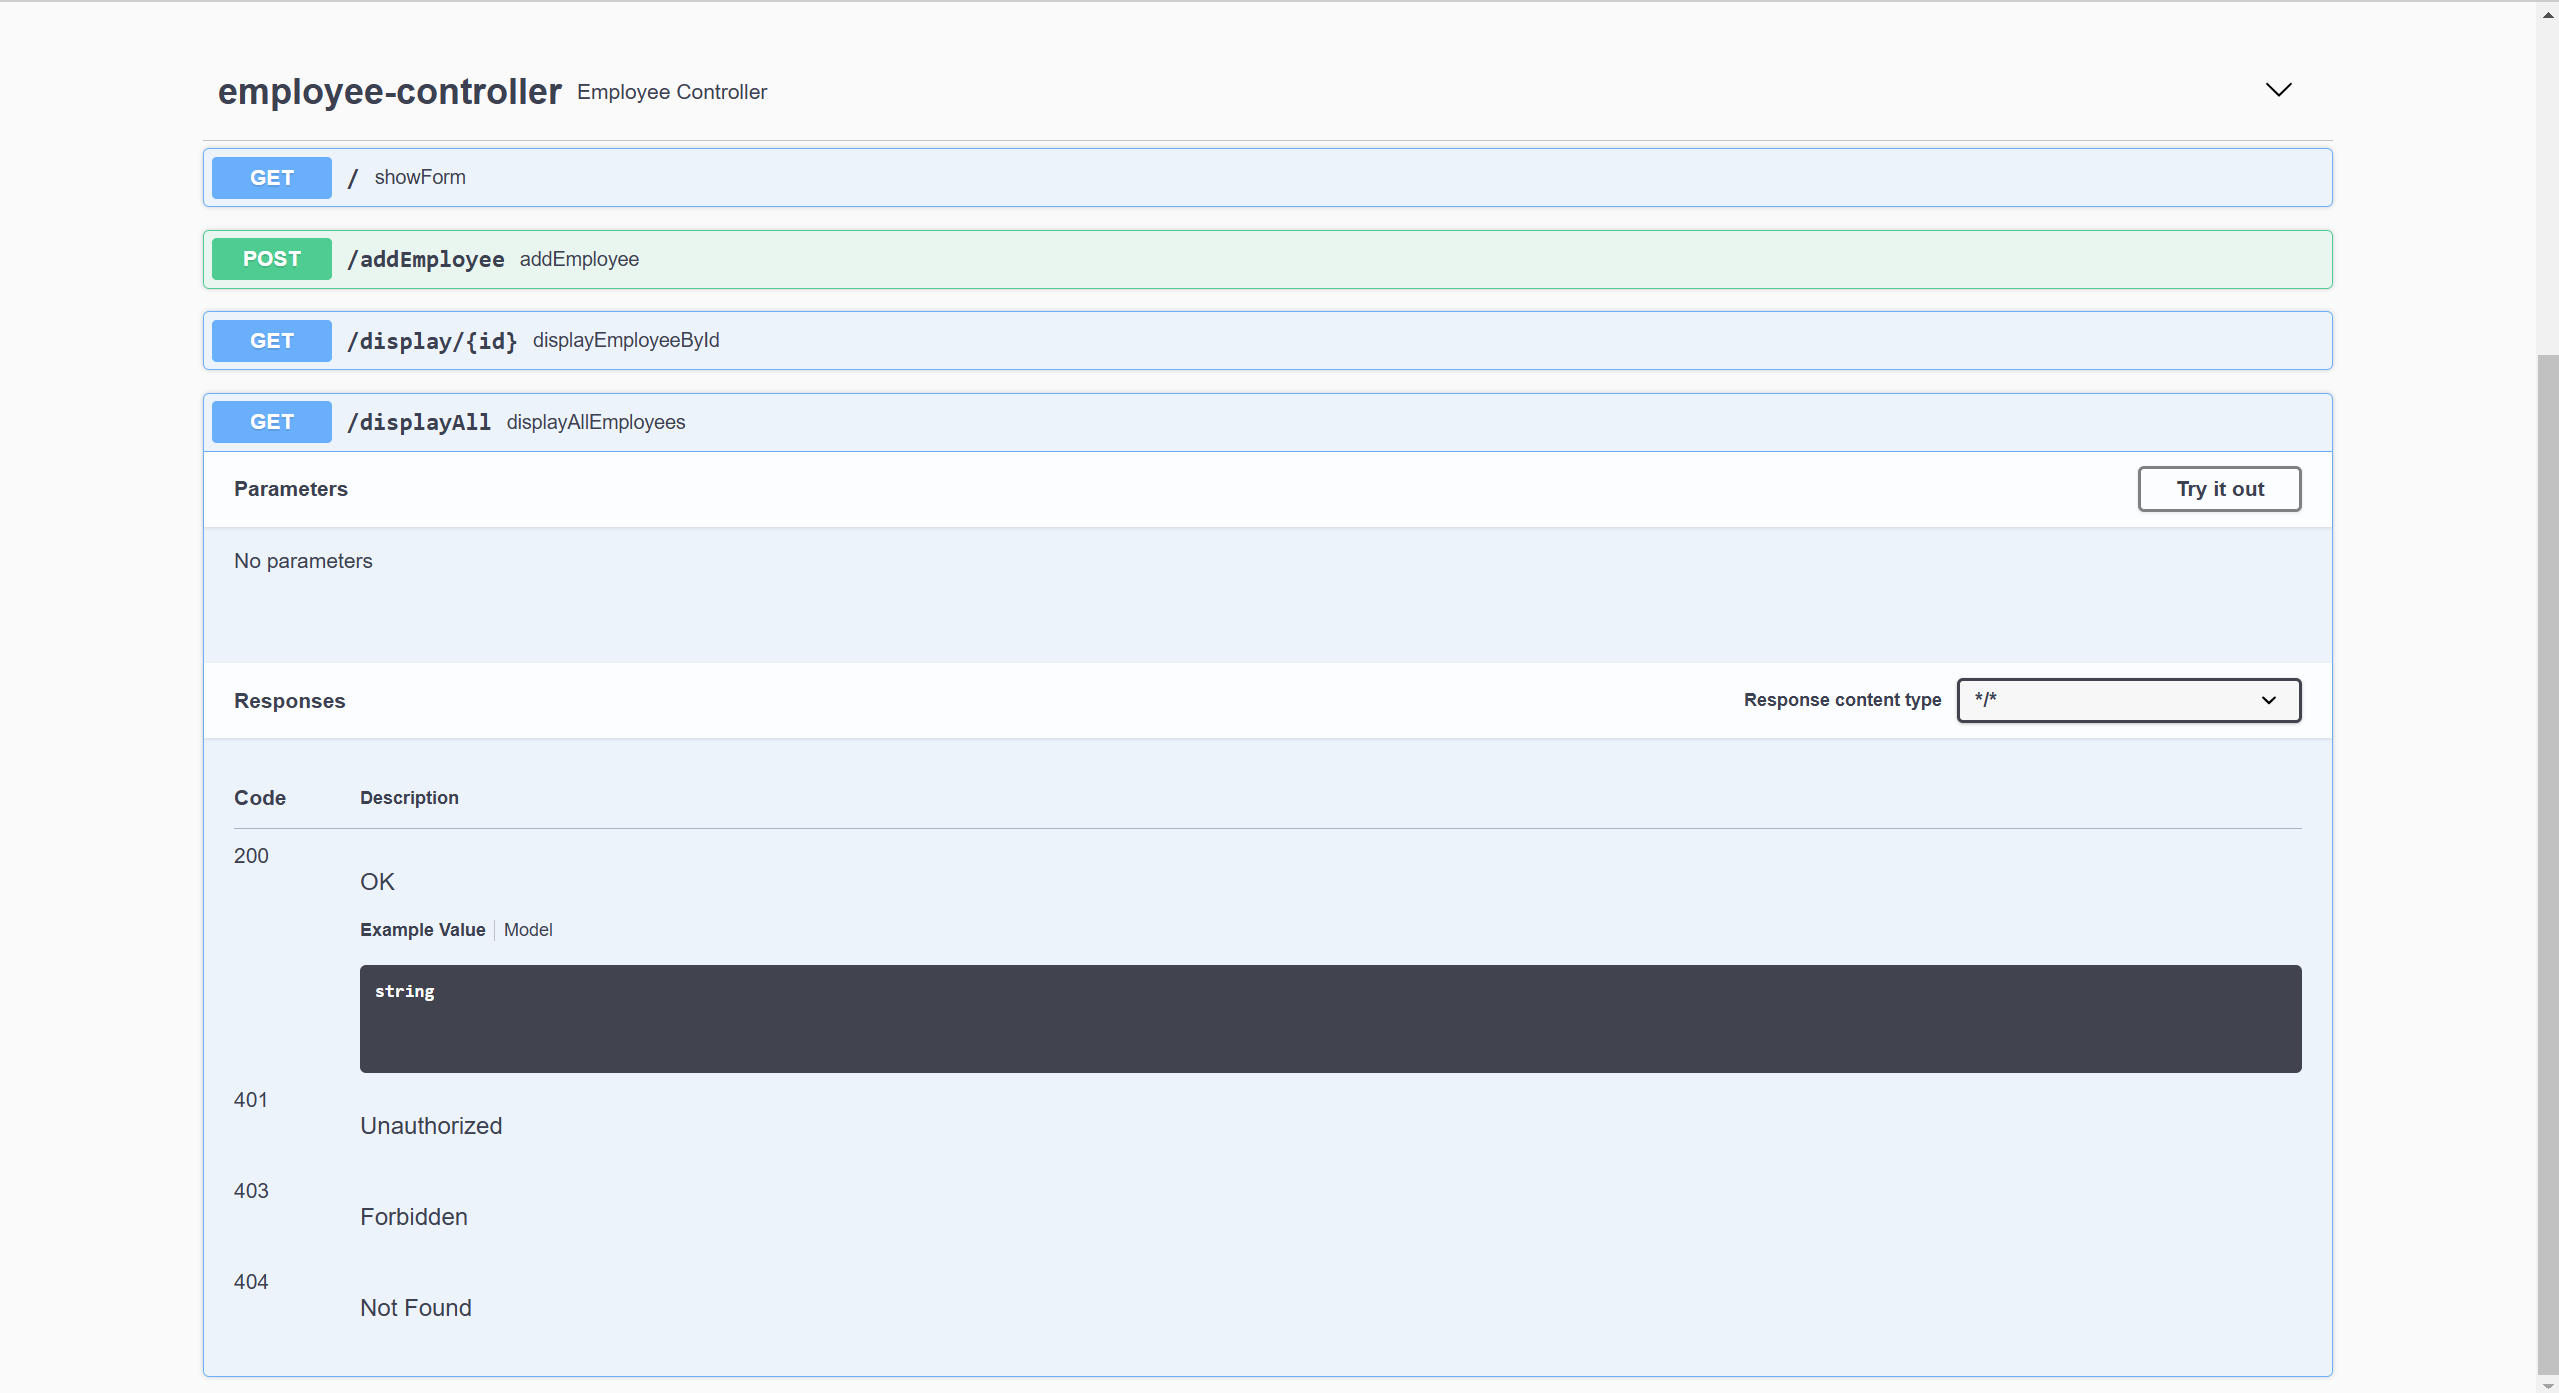 employee-controller Employee Controller
GET / showForm
POST /addEmployee addEmployee
GET /display/{id} displayEmployeeById
GET /displayAll displayAllEmployees
Parameters Try it out
No parameters
Responses Response content type */*
Code Description
200
OK
Example Value Model
string
401
Unauthorized
403
Forbidden
404
Not Found